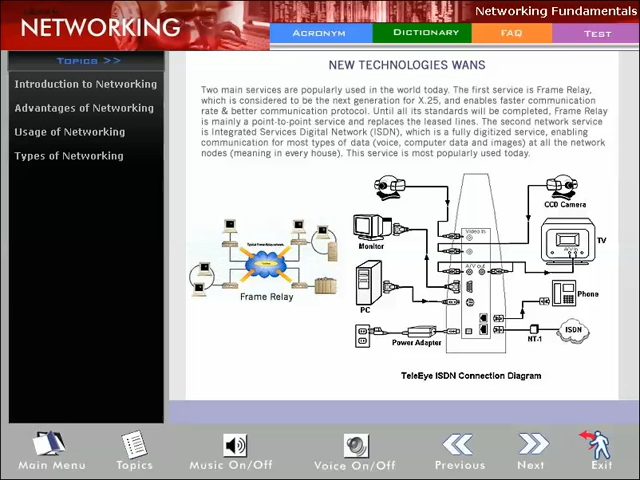 Networking Fundamentals
NETWORKING
ACRONYM
DICTIONARY
FAQ
TEST
TOPICS >>
Introduction to Networking
Advantages of Networking
Usage of Networking
Types of Networking
NEW TECHNOLOGIES WANS
Two main services are popularly used in the world today. The first service is Frame Relay,
which is considered to be the next generation for X.25, and enables faster communication
rate & better communication protocol. Until all its standards will be completed, Frame Relay
is mainly a point-to-point service and replaces the leased lines. The second network service
is Integrated Services Digital Network (ISDN), which is a fully digitized service, enabling
communication for most types of data (voice, computer data and images) at all the network
nodes (meaning in every house). This service is most popularly used today.
Frame Relay
CCD Camera
Video In
Monitor
TV
A/V In
A/V out
PC
Phone
Power Adapter
NT-1
ISDN
TeleEye ISDN Connection Diagram
Main Menu
Topics
Music On/Off
Voice On/Off
Previous
Next
Exit